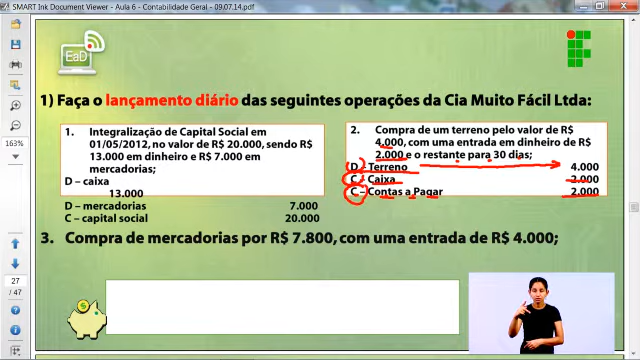 SMART Ink Document Viewer - Aula 6 - Contabilidade Geral - 09.07.14.pdf
EaD
1) Faça o lançamento diário das seguintes operações da Cia Muito Fácil Ltda:
1. Integralização de Capital Social em
01/05/2012, no valor de R$ 20.000, sendo R$
13.000 em dinheiro e R$ 7.000 em
mercadorias;
D – caixa
13.000
D – mercadorias 7.000
C – capital social 20.000
2. Compra de um terreno pelo valor de R$
4.000, com uma entrada em dinheiro de R$
2.000 e o restante para 30 dias;
D – Terreno 4.000
C – Caixa 2.000
C – Contas a Pagar 2.000
3. Compra de mercadorias por R$ 7.800, com uma entrada de R$ 4.000;
163%
27
/ 47